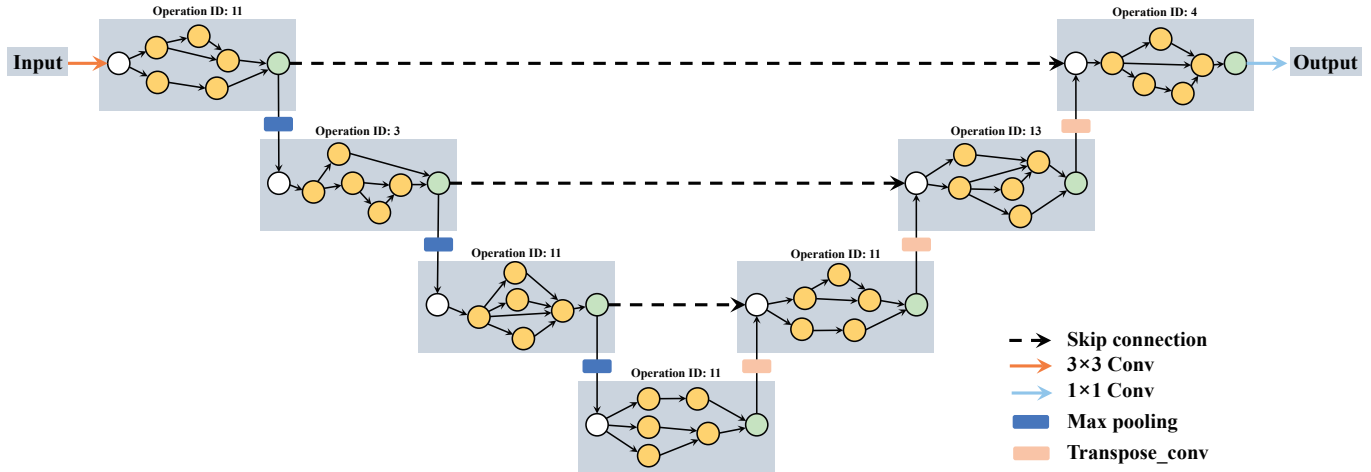 Operation ID: 11
Operation ID: 4
Input
Output
Operation ID: 3
Operation ID: 13
Operation ID: 11
Operation ID: 11
Operation ID: 11
Skip connection
3×3 Conv
1×1 Conv
Max pooling
Transpose_conv